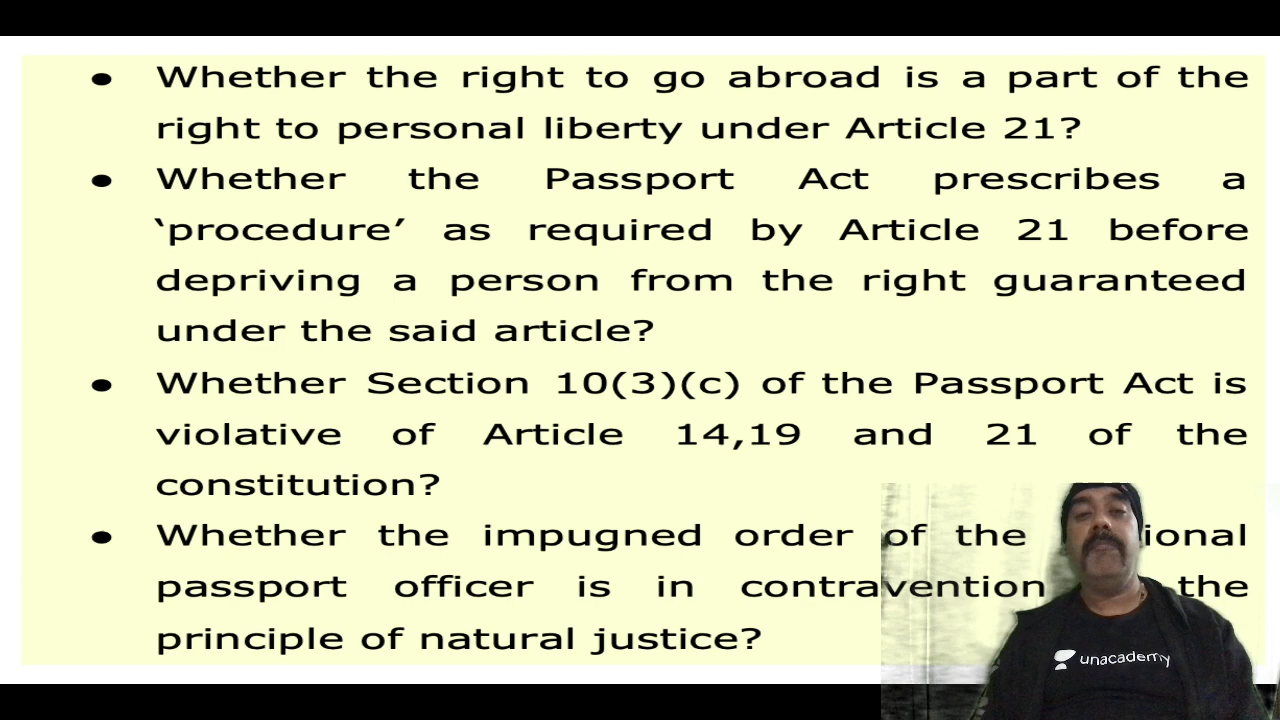 • Whether the right to go abroad is a part of the
right to personal liberty under Article 21?
• Whether the Passport Act prescribes a
‘procedure’ as required by Article 21 before
depriving a person from the right guaranteed
under the said article?
• Whether Section 10(3)(c) of the Passport Act is
violative of Article 14,19 and 21 of the
constitution?
• Whether the impugned order of the ional
passport officer is in contravention the
principle of natural justice?
unacademy